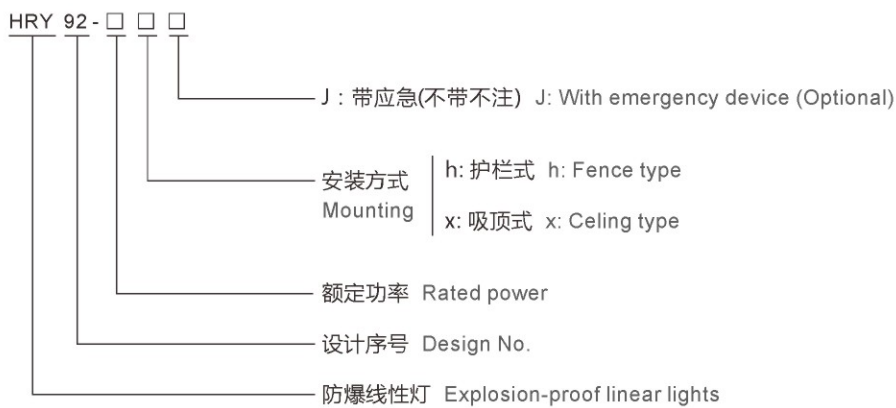 HRY 92-□ □ □
J：带应急(不带不注) J: With emergency device (Optional)
安装方式 h: 护栏式 h: Fence type
Mounting
x: 吸顶式 x: Celing type
额定功率 Rated power
设计序号 Design No.
防爆线性灯 Explosion-proof linear lights